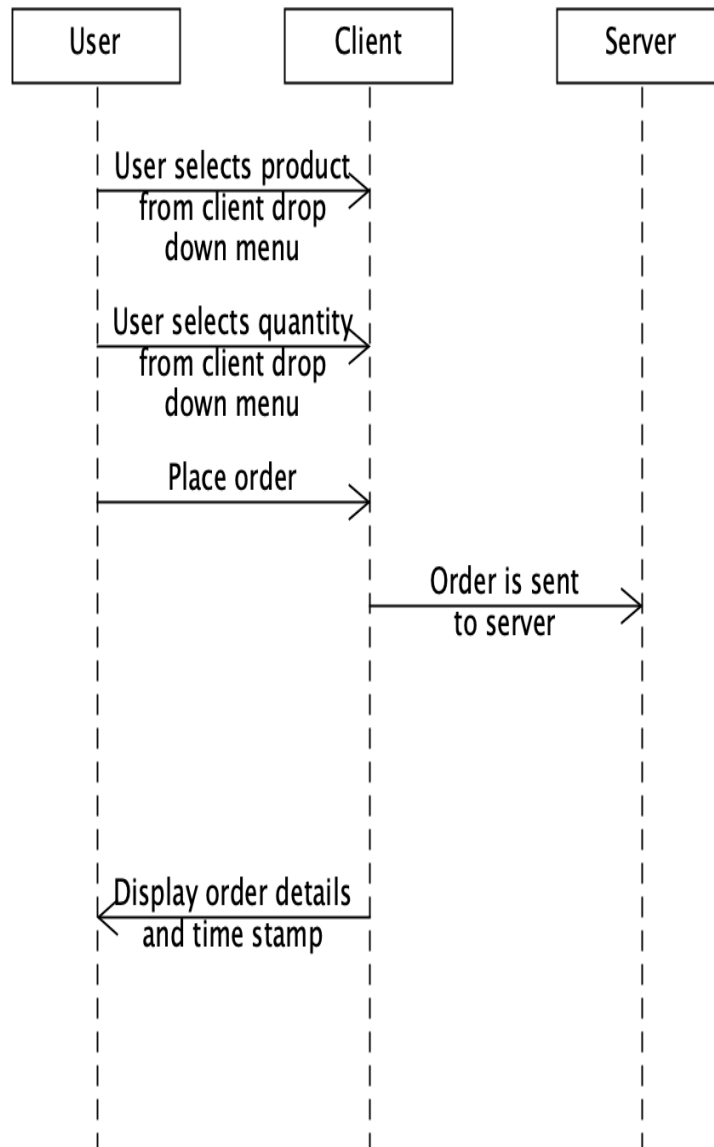 User
Client
Server
User selects product
from client drop
down menu
User selects quantity
from client drop
down menu
Place order
Order is sent
to server
Display order details
and time stamp